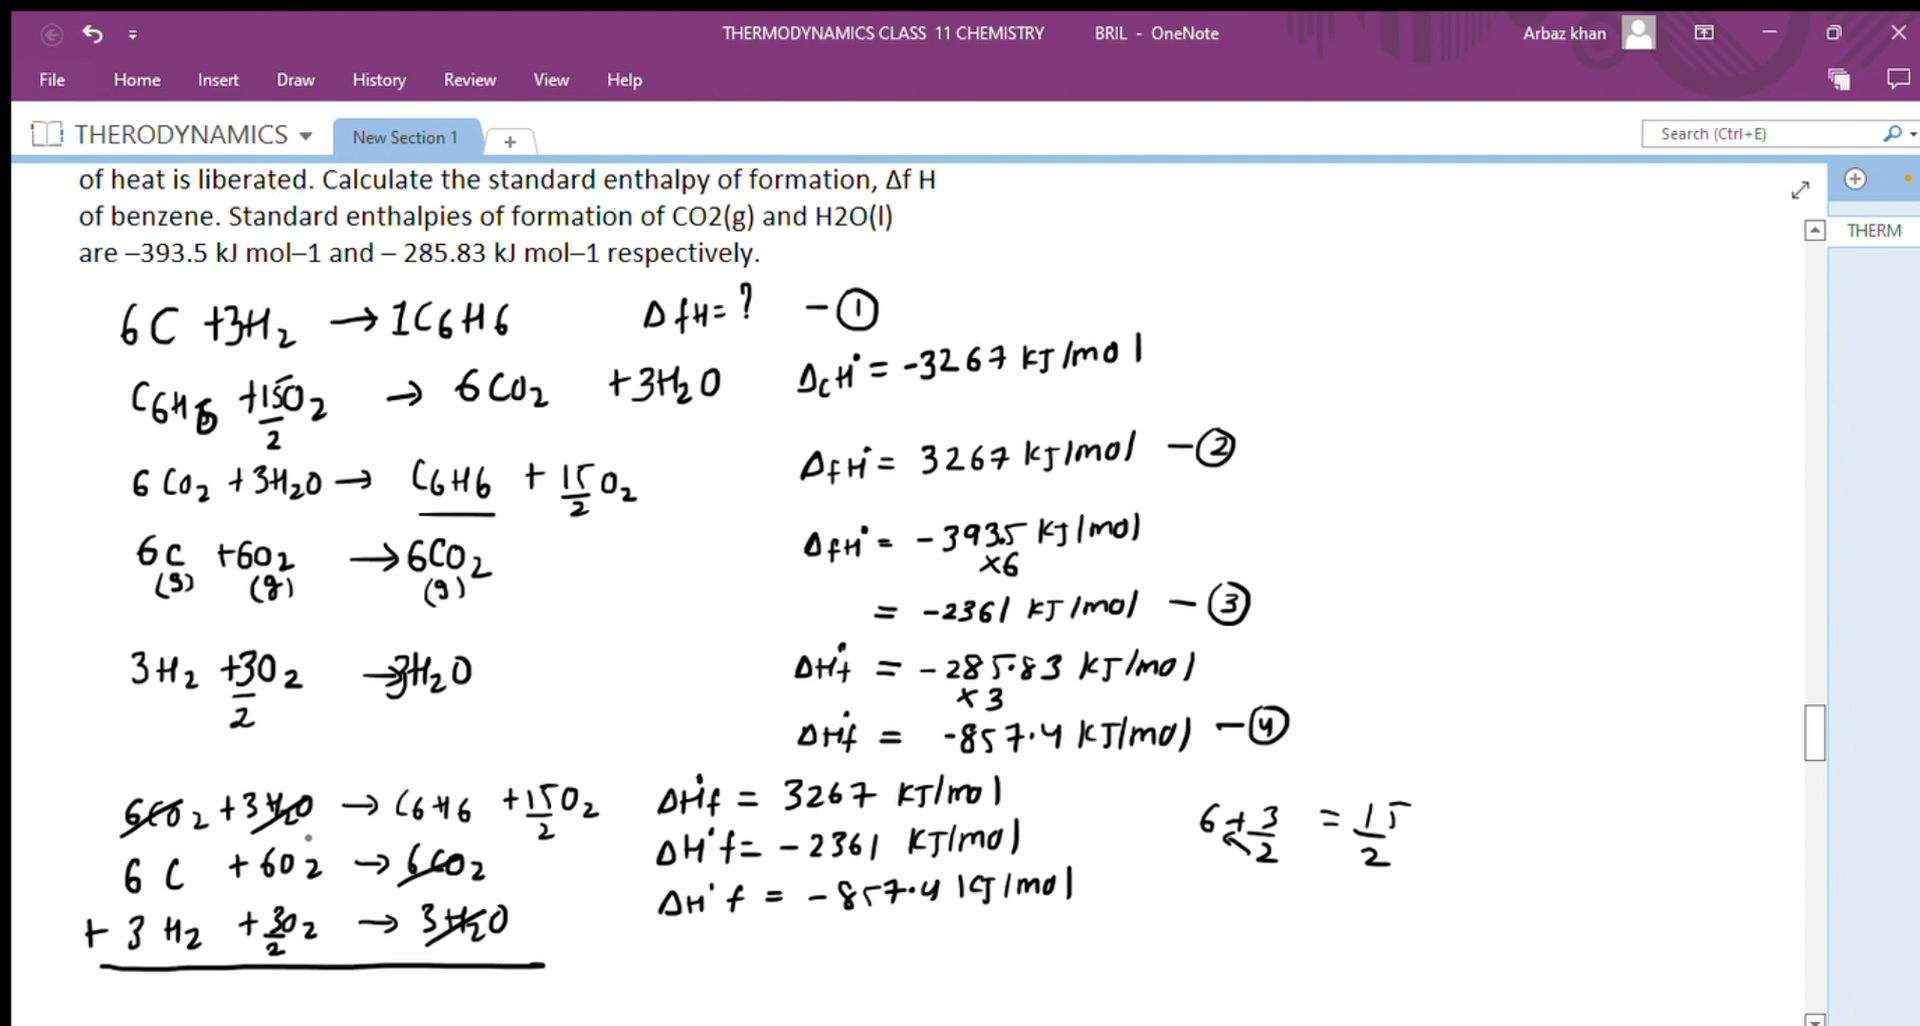 THERMODYNAMICS CLASS 11 CHEMISTRY BRIL - OneNote
Arbaz khan
File Home Insert Draw History Review View Help
THERODYNAMICS New Section 1 +
Search (Ctrl+E)
THERM
of heat is liberated. Calculate the standard enthalpy of formation, Δf H
of benzene. Standard enthalpies of formation of CO2(g) and H2O(l)
are –393.5 kJ mol–1 and – 285.83 kJ mol–1 respectively.
6C +3H2 → 1C6H6 ΔfH = ? - ①
C6H6 +15/2 O2 → 6CO2 +3H2O ΔcH° = -3267 KJ/mol
6CO2 + 3H2O → C6H6 + 15/2 O2 ΔfH° = 3267 KJ/mol - ②
6C(s) +6O2(g) → 6CO2(g) ΔfH° = -393.5 KJ/mol
×6
= -2361 KJ/mol - ③
3H2 +3/2 O2 → 3H2O ΔH°f = -285.83 KJ/mol
×3
ΔH°f = -857.4 KJ/mol - ④
6CO2 +3H2O → C6H6 +15/2 O2 ΔH°f = 3267 KJ/mol
6C +6O2 → 6CO2 ΔH°f = -2361 KJ/mol
+ 3H2 +3/2 O2 → 3H2O ΔH°f = -857.4 KJ/mol
6+3/2 = 15/2